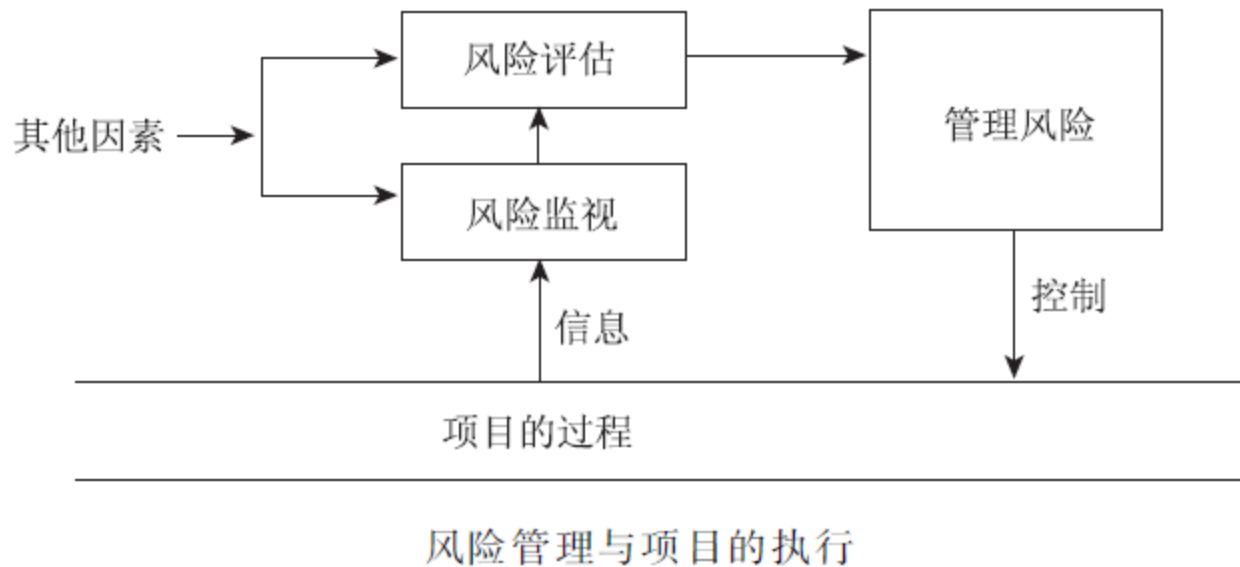 风险评估
管理风险
其他因素
风险监视
控制
信息
项目的过程
风险管理与项目的执行